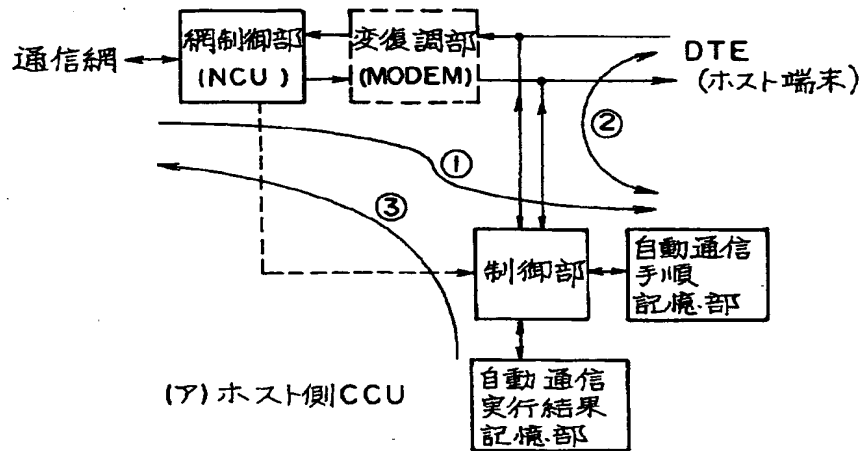 通信網
網制御部
(NCU)
変復調部
(MODEM)
DTE
(ホスト端末)
②
①
③
制御部
自動通信
手順
記憶部
自動通信
実行結果
記憶部
(ア)ホスト側CCU